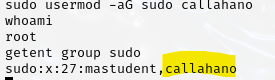 sudo usermod -aG sudo callahano
whoami
root
getent group sudo
sudo:x:27:mastudent,callahano